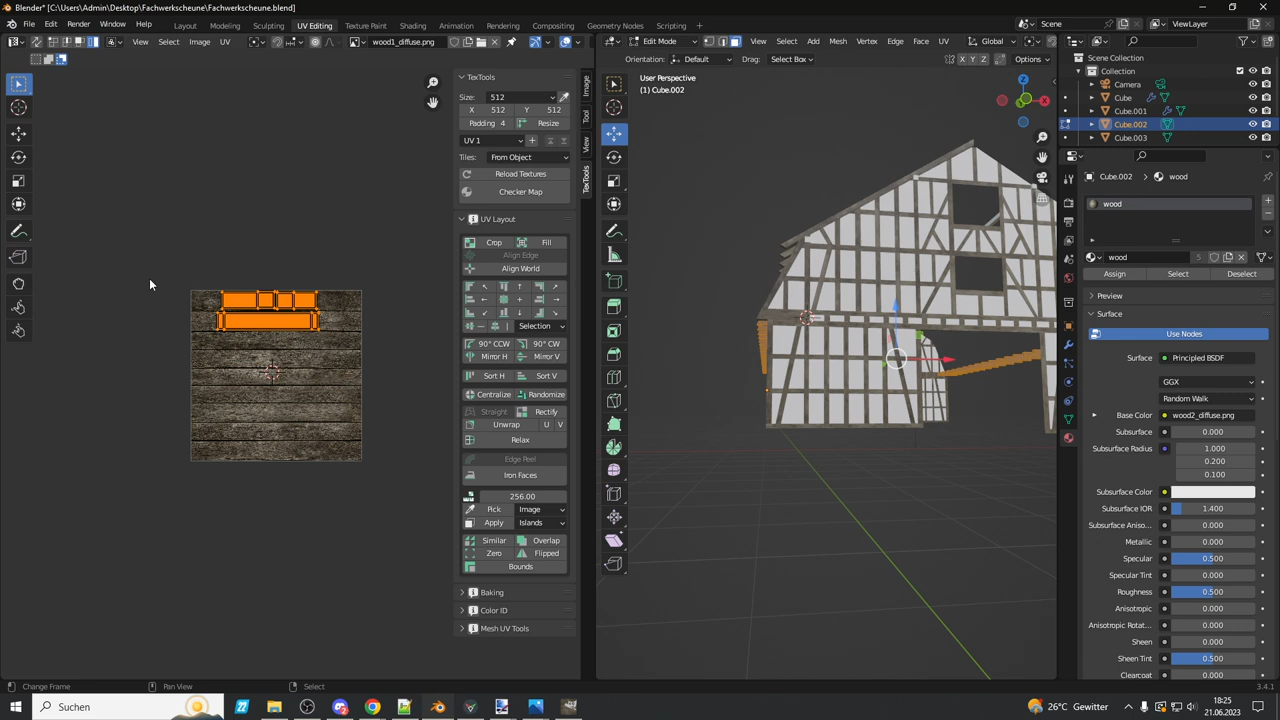 Blender* [C:\Users\Admin\Desktop\Fachwerkscheune\Fachwerkscheune.blend]
File Edit Render Window Help Layout Modeling Sculpting UV Editing Texture Paint Shading Animation Rendering Compositing Geometry Nodes Scripting Scene ViewLayer
View Select Image UV wood1_diffuse.png Edit Mode View Select Add Mesh Vertex Edge Face UV Global
Orientation: Default Drag: Select Box X Y Z Options
TexTools
Size: 512
X 512 Y 512
Padding 4 Resize
UV 1
Tiles: From Object
Reload Textures
Checker Map
UV Layout
Crop Fill
Align Edge
Align World
Selection
90° CCW 90° CW
Mirror H Mirror V
Sort H Sort V
Centralize Randomize
Straight Rectify
Unwrap U V
Relax
Edge Peel
Iron Faces
256.00
Pick Image
Apply Islands
Similar Overlap
Zero Flipped
Bounds
Baking
Color ID
Mesh UV Tools
Image
Tool
View
TexTools
User Perspective
(1) Cube.002
Z
X
Scene Collection
Collection
Camera
Cube
Cube.001
Cube.002
Cube.003
Cube.002 wood
wood
wood 5
Assign Select Deselect
Preview
Surface
Use Nodes
Surface Principled BSDF
GGX
Random Walk
Base Color wood2_diffuse.png
Subsurface 0.000
Subsurface Radius 1.000
0.200
0.100
Subsurface Color
Subsurface IOR 1.400
Subsurface Aniso... 0.000
Metallic 0.000
Specular 0.500
Specular Tint 0.000
Roughness 0.500
Anisotropic 0.000
Anisotropic Rotat... 0.000
Sheen 0.000
Sheen Tint 0.500
Clearcoat 0.000
Change Frame Pan View Select 3.4.1
Suchen
26°C Gewitter
18:25
21.06.2023